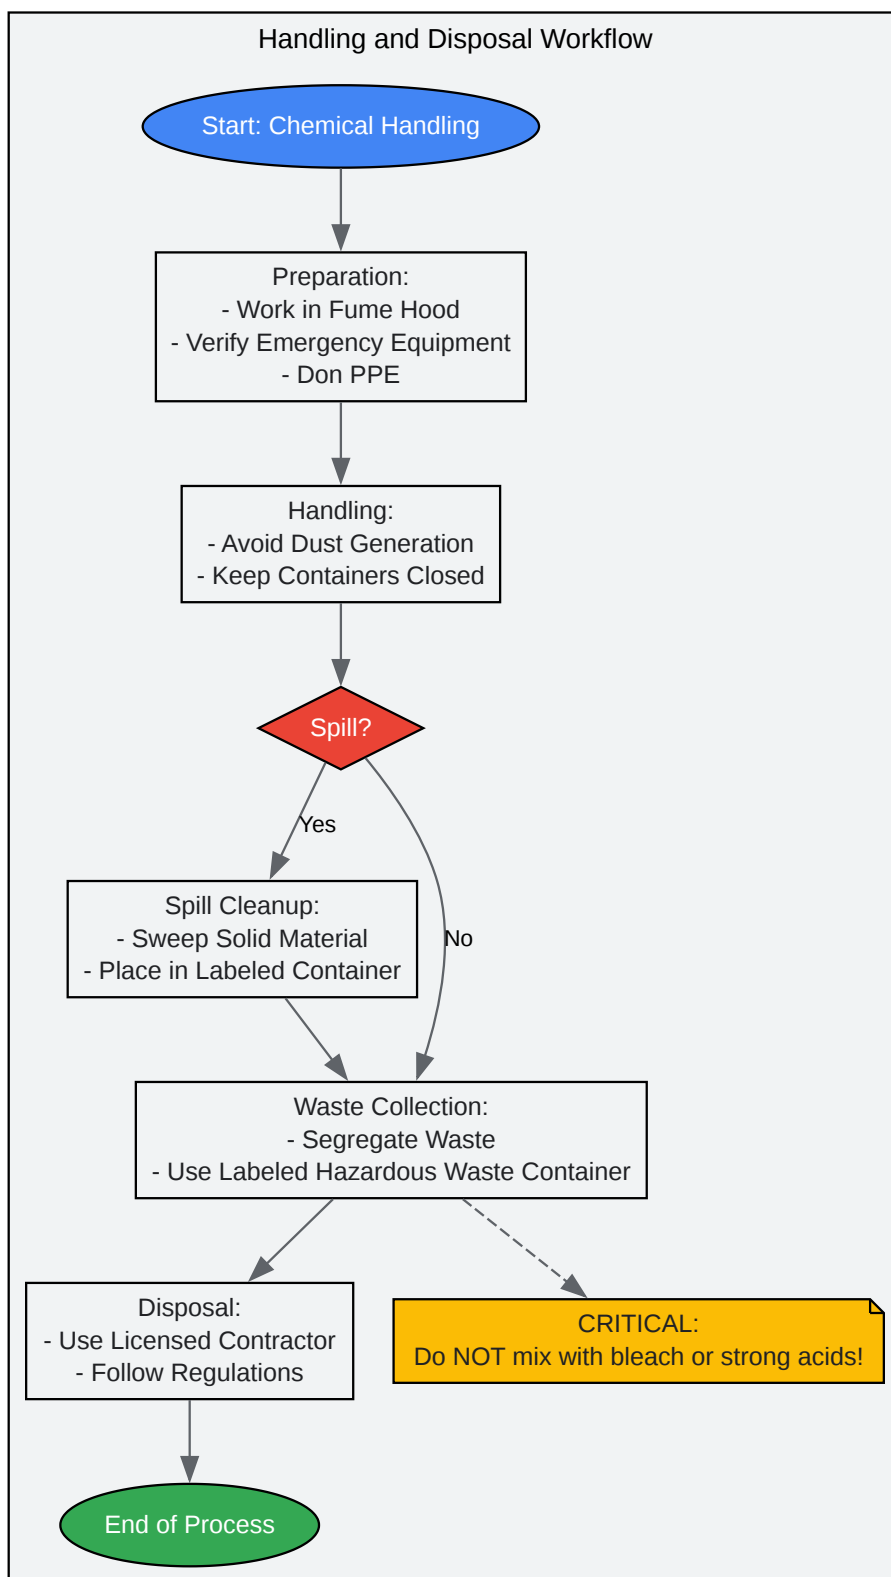 Handling and Disposal Workflow
Start: Chemical Handling
Preparation:
- Work in Fume Hood
- Verify Emergency Equipment
- Don PPE
Handling:
- Avoid Dust Generation
- Keep Containers Closed
Spill?
Yes
Spill Cleanup:
- Sweep Solid Material
- Place in Labeled Container
No
Waste Collection:
- Segregate Waste
- Use Labeled Hazardous Waste Container
Disposal:
- Use Licensed Contractor
- Follow Regulations
CRITICAL:
Do NOT mix with bleach or strong acids!
End of Process